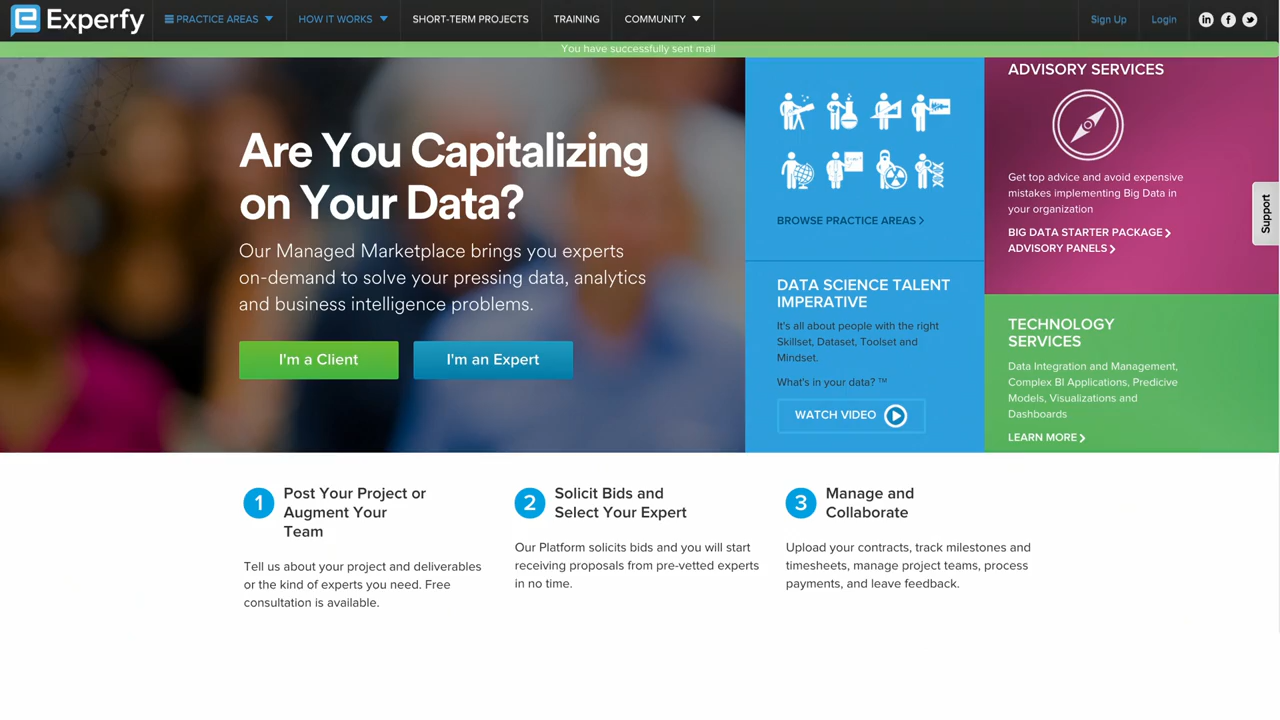 Experfy
PRACTICE AREAS
HOW IT WORKS
SHORT-TERM PROJECTS
TRAINING
COMMUNITY
Sign Up
Login
You have successfully sent mail
Are You Capitalizing
on Your Data?
Our Managed Marketplace brings you experts
on-demand to solve your pressing data, analytics
and business intelligence problems.
I'm a Client
I'm an Expert
BROWSE PRACTICE AREAS >
DATA SCIENCE TALENT
IMPERATIVE
It's all about people with the right
Skillset, Dataset, Toolset and
Mindset.
What's in your data? ™
WATCH VIDEO
ADVISORY SERVICES
Get top advice and avoid expensive
mistakes implementing Big Data in
your organization
BIG DATA STARTER PACKAGE >
ADVISORY PANELS >
TECHNOLOGY
SERVICES
Data Integration and Management,
Complex BI Applications, Predicive
Models, Visualizations and
Dashboards
LEARN MORE >
Support
1
Post Your Project or
Augment Your
Team
Tell us about your project and deliverables
or the kind of experts you need. Free
consultation is available.
2
Solicit Bids and
Select Your Expert
Our Platform solicits bids and you will start
receiving proposals from pre-vetted experts
in no time.
3
Manage and
Collaborate
Upload your contracts, track milestones and
timesheets, manage project teams, process
payments, and leave feedback.